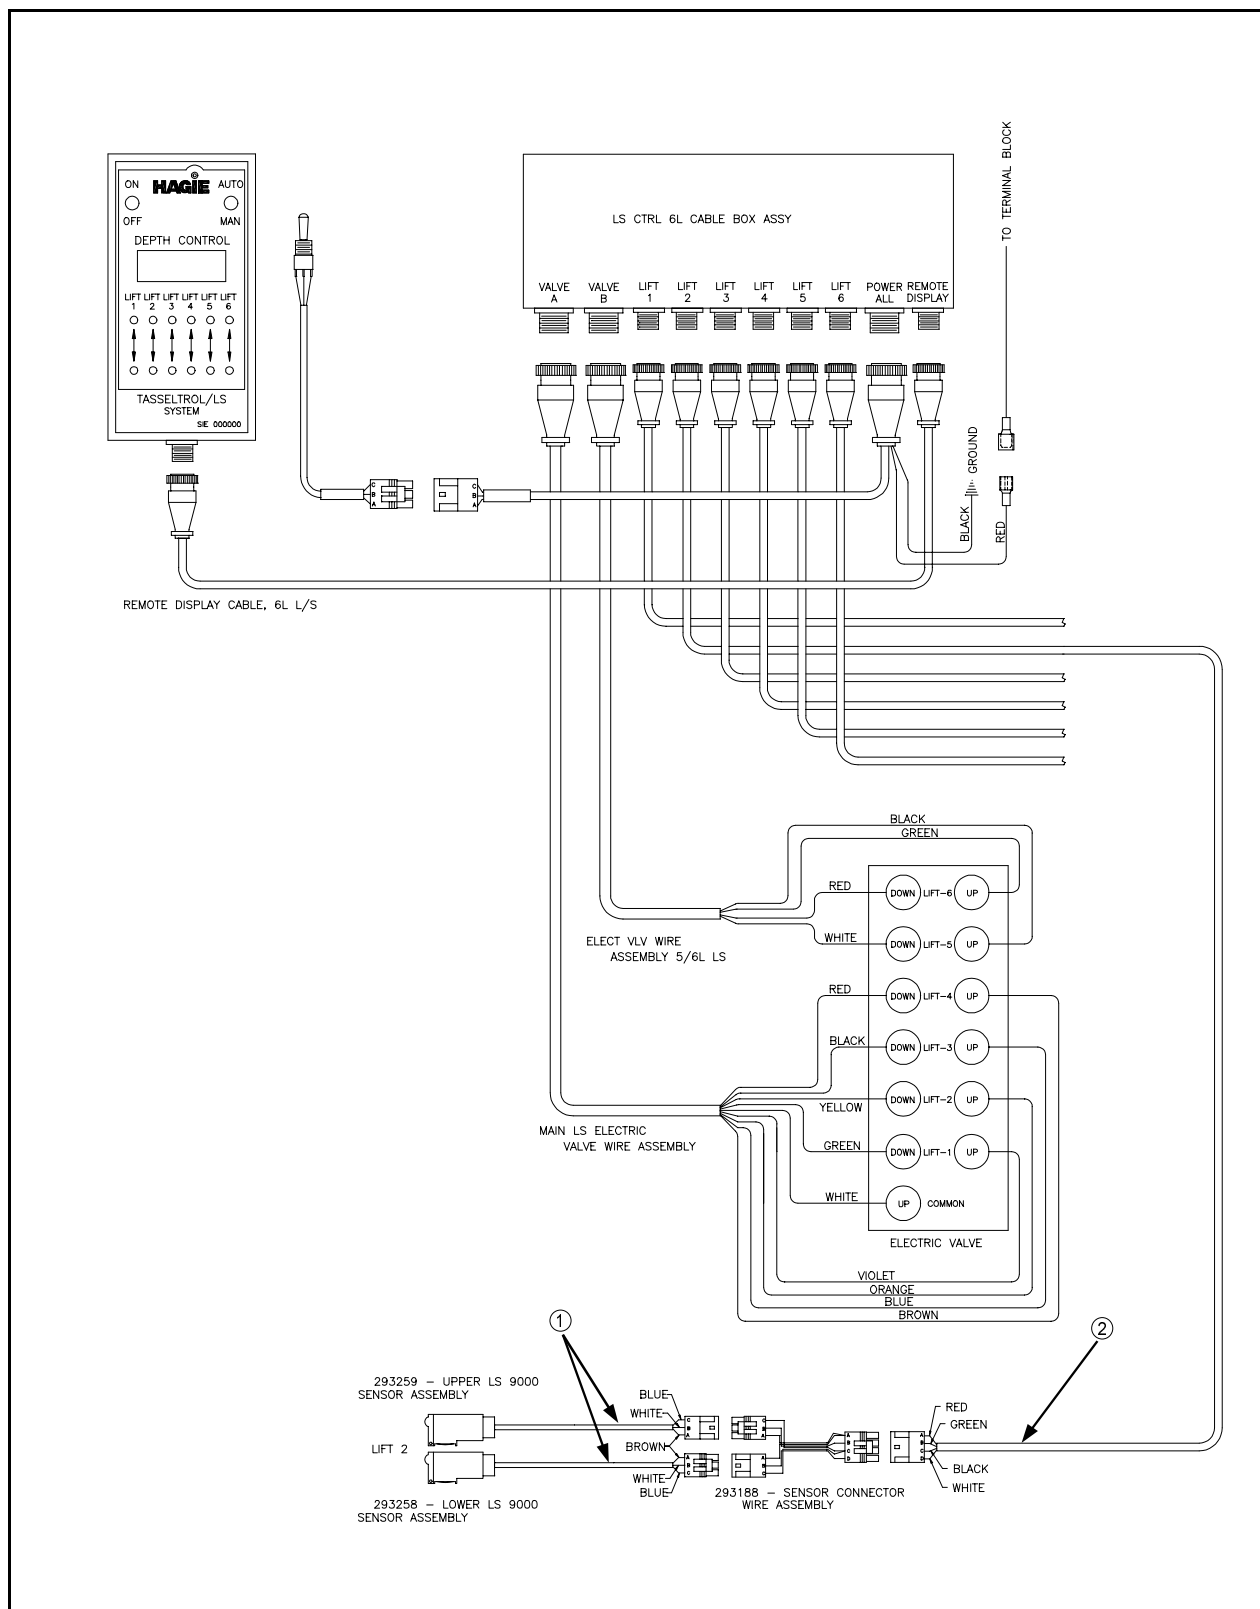 TO TERMINAL BLOCK
©
ON HAGIE AUTO
OFF MAN
DEPTH CONTROL
LIFT LIFT LIFT LIFT LIFT LIFT
1 2 3 4 5 6
TASSELTROL/LS
SYSTEM
SIE 000000
LS CTRL 6L CABLE BOX ASSY
VALVE
A
VALVE
B
LIFT
1
LIFT
2
LIFT
3
LIFT
4
LIFT
5
LIFT
6
POWER
ALL
REMOTE
DISPLAY
GROUND
C
B
A
C
B
A
BLACK
RED
REMOTE DISPLAY CABLE, 6L L/S
BLACK
GREEN
RED
DOWN LIFT-6 UP
WHITE
DOWN LIFT-5 UP
ELECT VLV WIRE
ASSEMBLY 5/6L LS
RED
DOWN LIFT-4 UP
BLACK
DOWN LIFT-3 UP
YELLOW
DOWN LIFT-2 UP
MAIN LS ELECTRIC
VALVE WIRE ASSEMBLY
GREEN
DOWN LIFT-1 UP
WHITE
UP COMMON
ELECTRIC VALVE
VIOLET
ORANGE
BLUE
BROWN
1
2
293259 - UPPER LS 9000
SENSOR ASSEMBLY
BLUE
WHITE
BROWN
C
B
A
C
B
A
LIFT 2
A
B
C
A
B
C
WHITE
BLUE
A
B
C
D
A
B
C
D
RED
GREEN
BLACK
WHITE
293258 - LOWER LS 9000
SENSOR ASSEMBLY
293188 - SENSOR CONNECTOR
WIRE ASSEMBLY